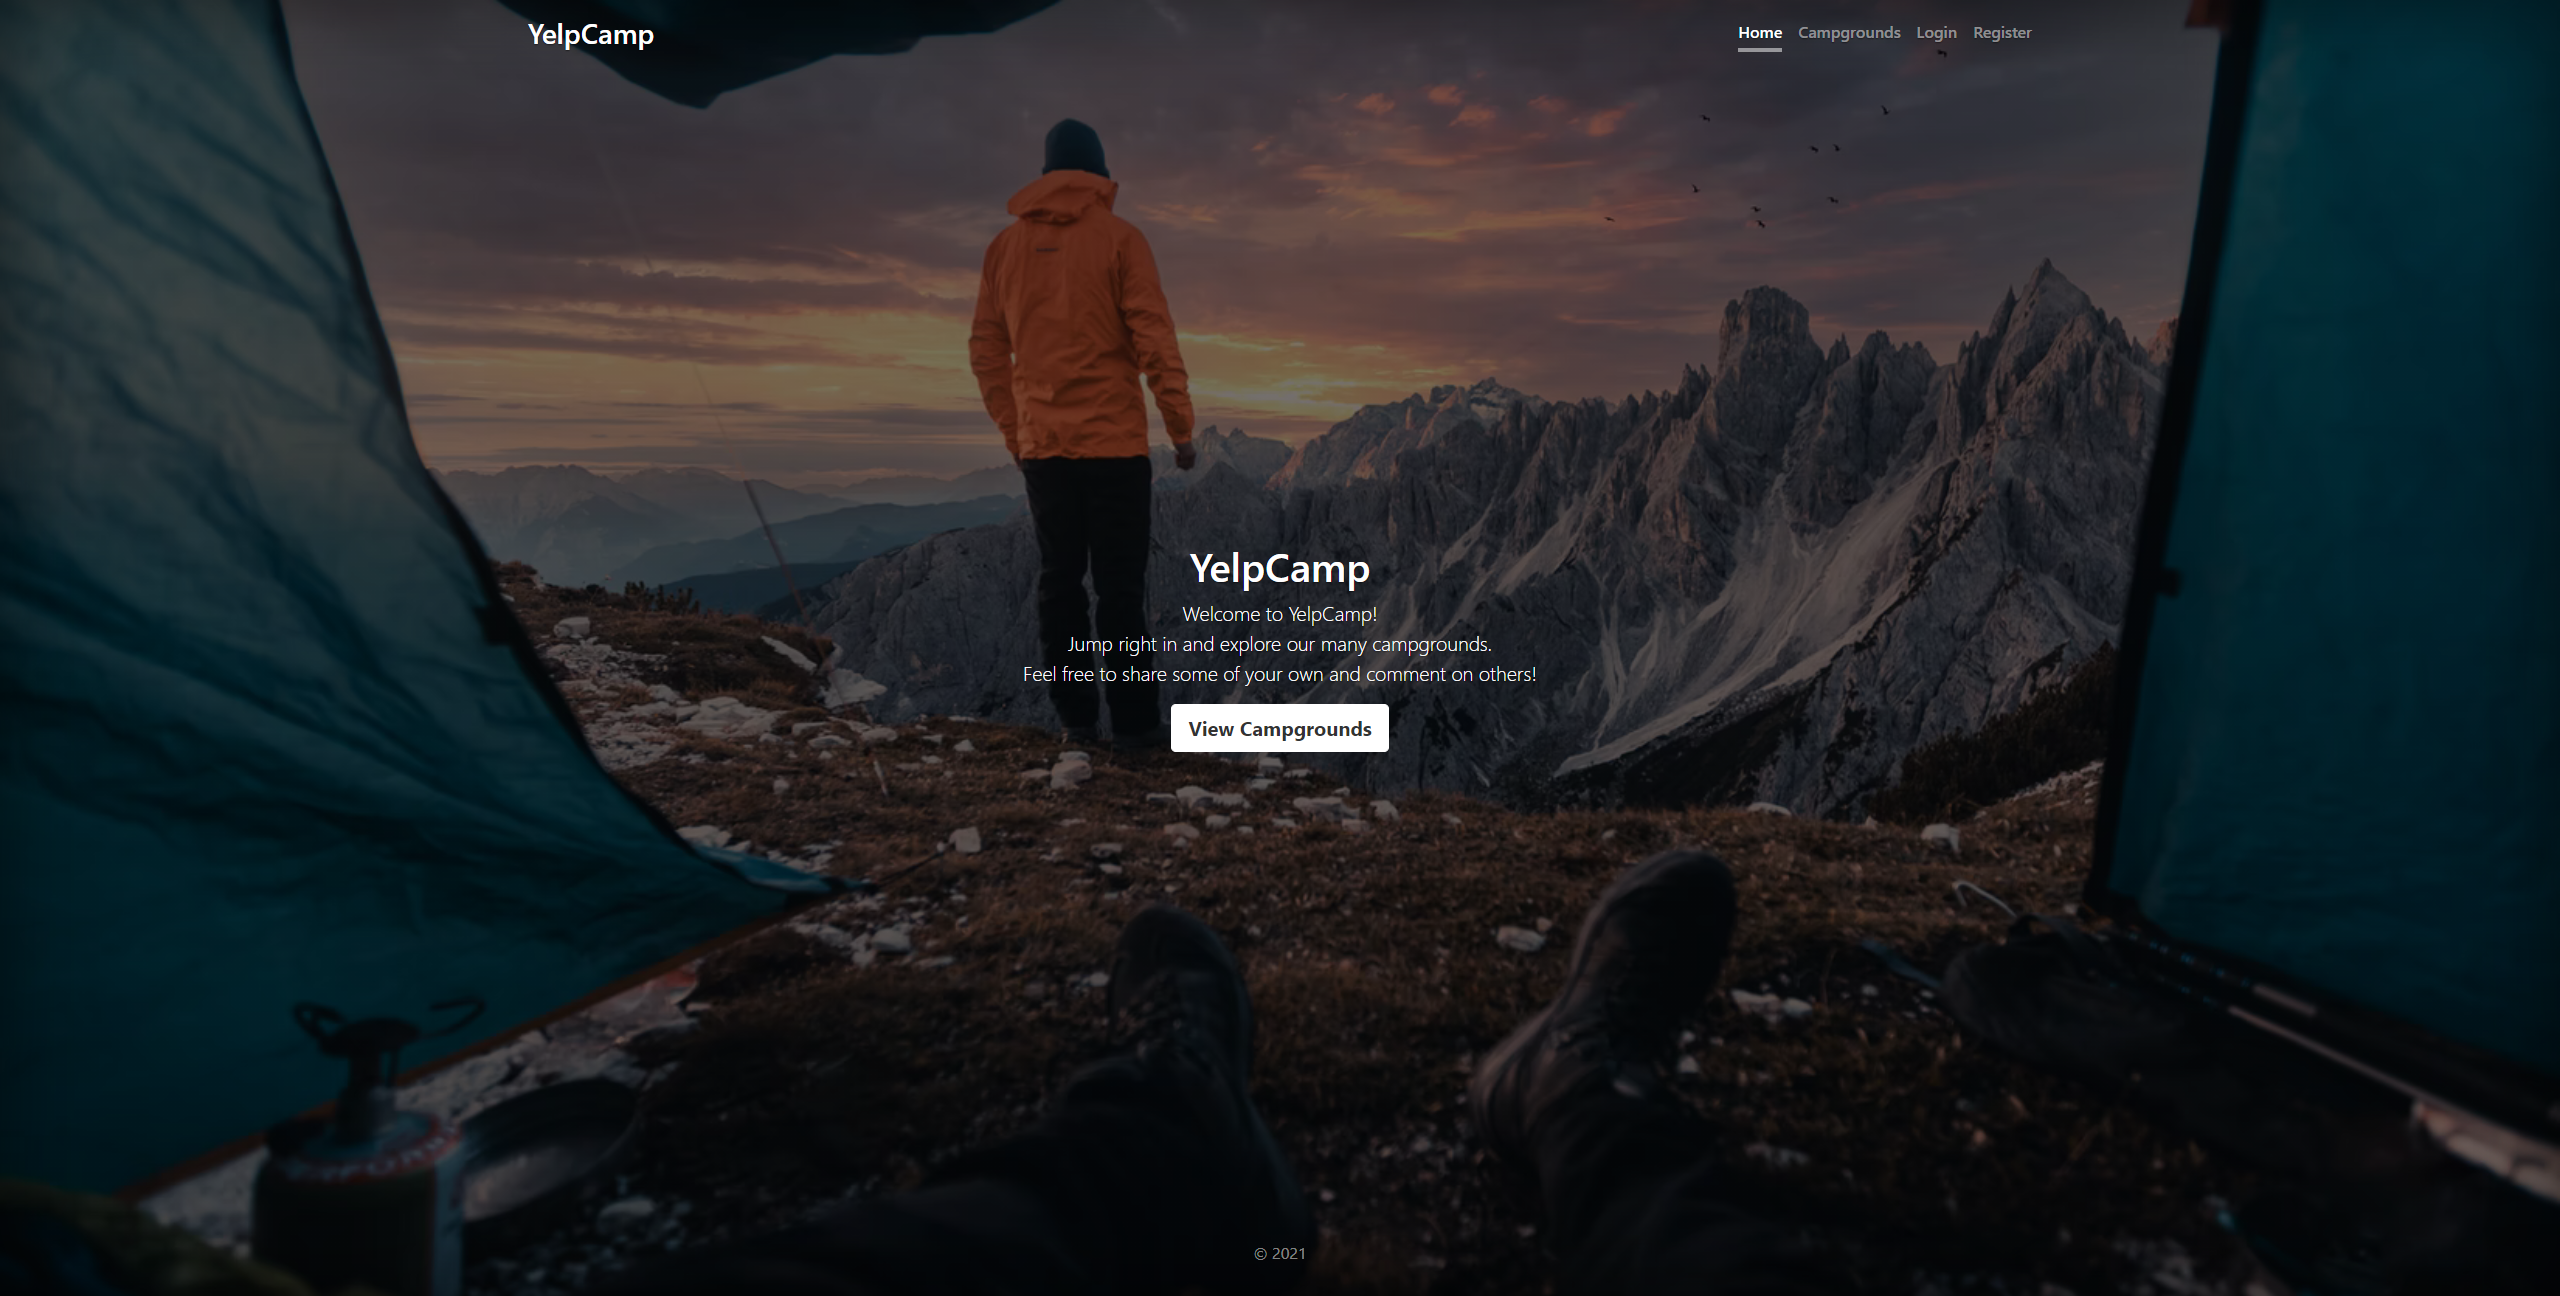 YelpCamp
Home Campgrounds Login Register
YelpCamp
Welcome to YelpCamp!
Jump right in and explore our many campgrounds.
Feel free to share some of your own and comment on others!
View Campgrounds
© 2021